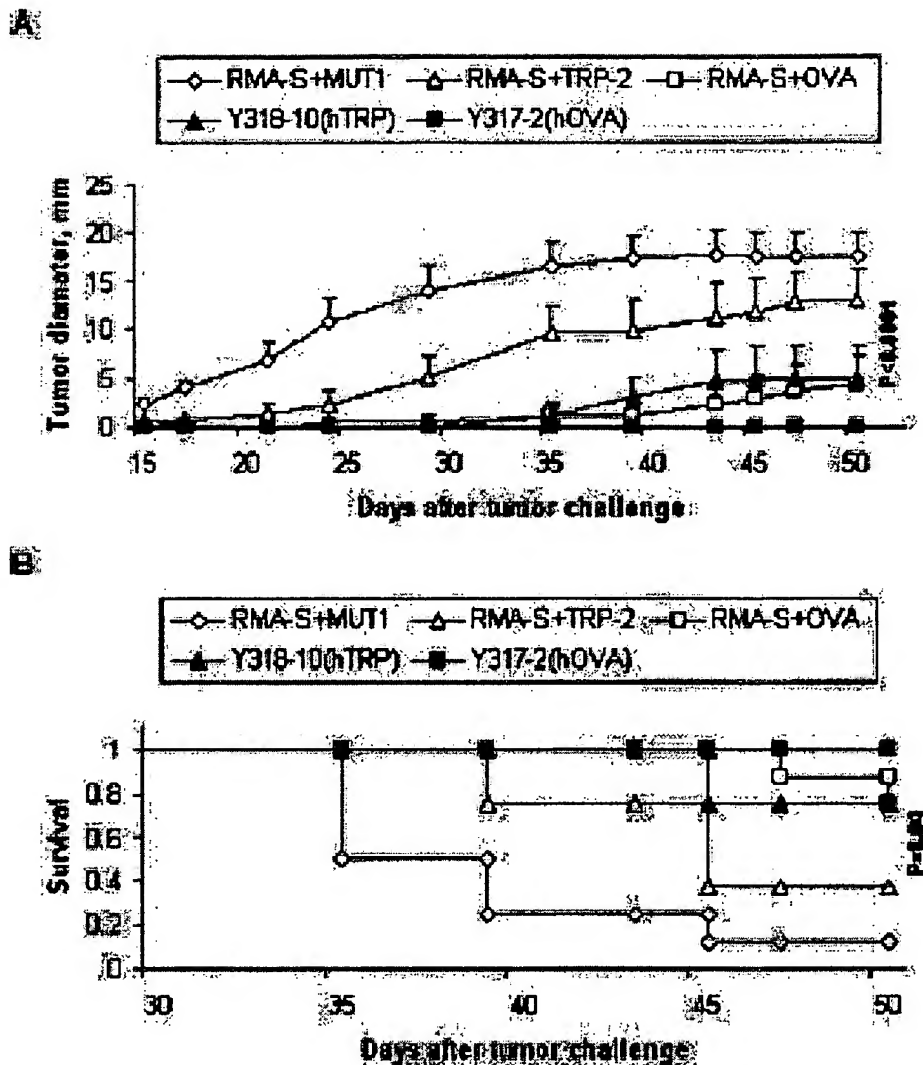 A
RMA-S+MUT1 RMA-S+TRP-2 RMA-S+OVA
Y318-10(hTRP) Y317-2(hOVA)
Tumor diameter, mm
25
20
15
10
5
0
15 20 25 30 35 40 45 50
P<0.0001
Days after tumor challenge
B
RMA-S+MUT1 RMA-S+TRP-2 RMA-S+OVA
Y318-10(hTRP) Y317-2(hOVA)
Survival
1
0.8
0.6
0.4
0.2
0
30 35 40 45 50
Days after tumor challenge